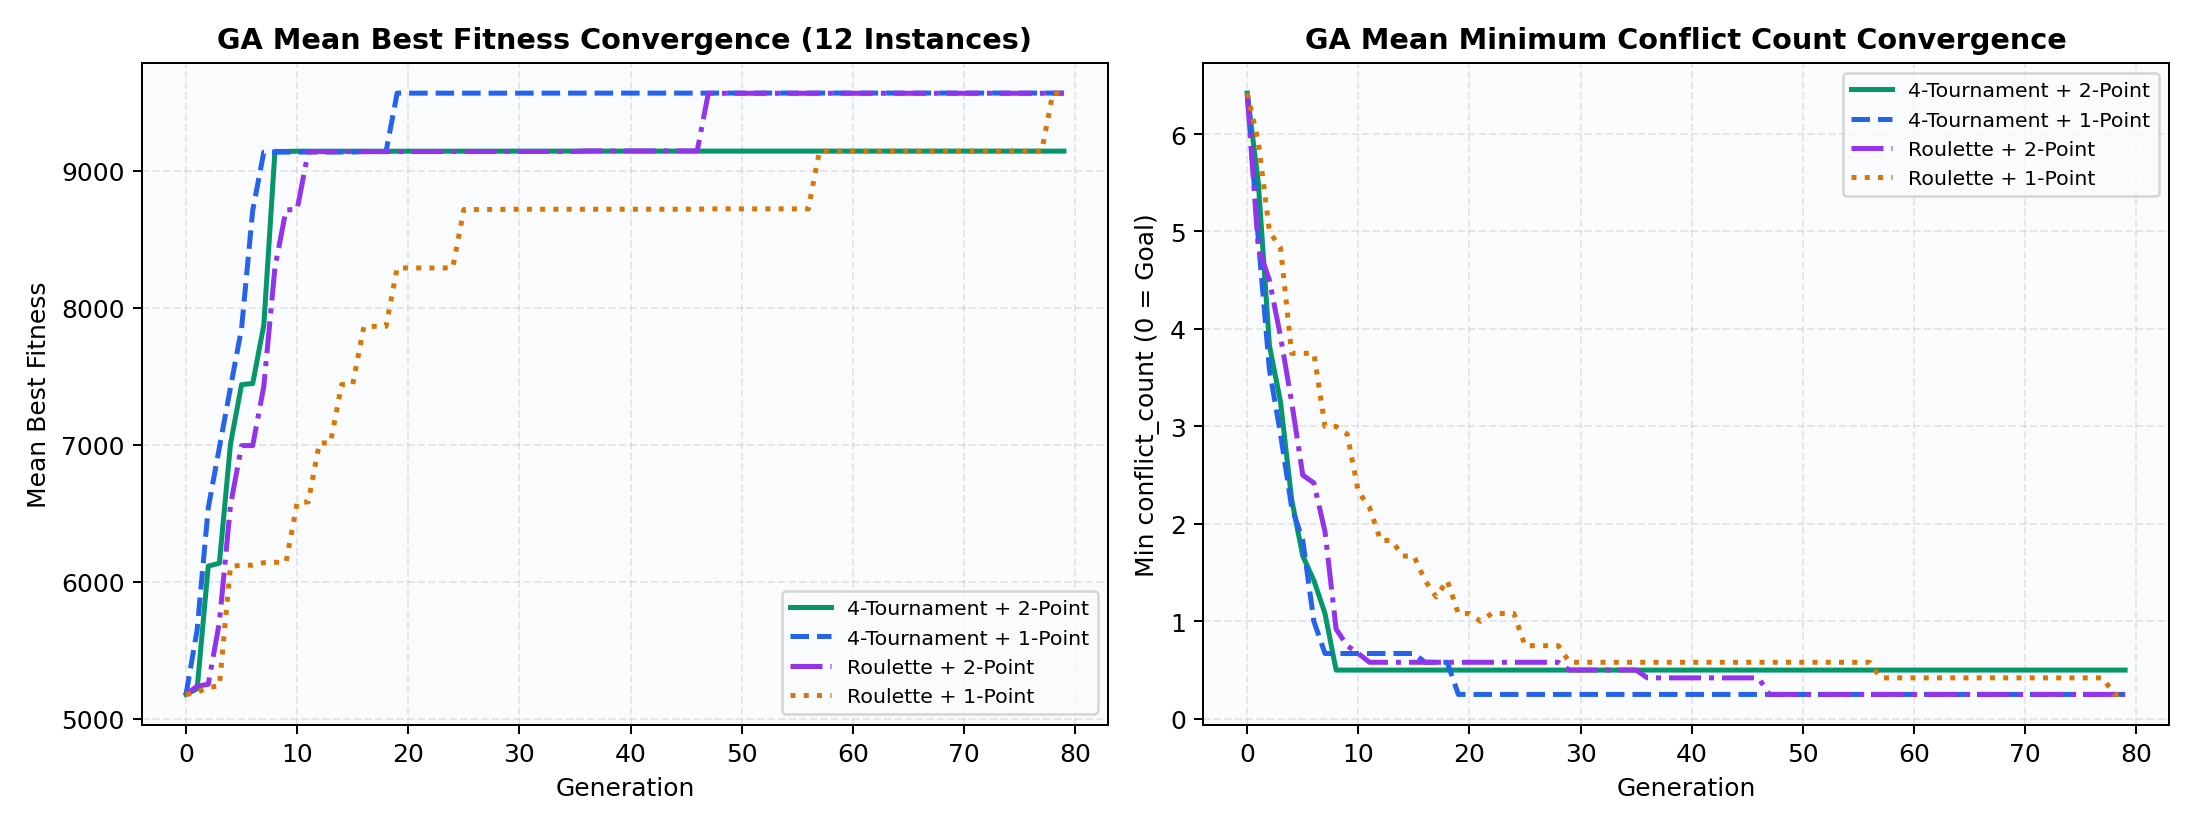 GA Mean Best Fitness Convergence (12 Instances)
Mean Best Fitness
9000
8000
7000
6000
5000
0 10 20 30 40 50 60 70 80
Generation
4-Tournament + 2-Point
4-Tournament + 1-Point
Roulette + 2-Point
Roulette + 1-Point
GA Mean Minimum Conflict Count Convergence
Min conflict_count (0 = Goal)
6
5
4
3
2
1
0
0 10 20 30 40 50 60 70 80
Generation
4-Tournament + 2-Point
4-Tournament + 1-Point
Roulette + 2-Point
Roulette + 1-Point